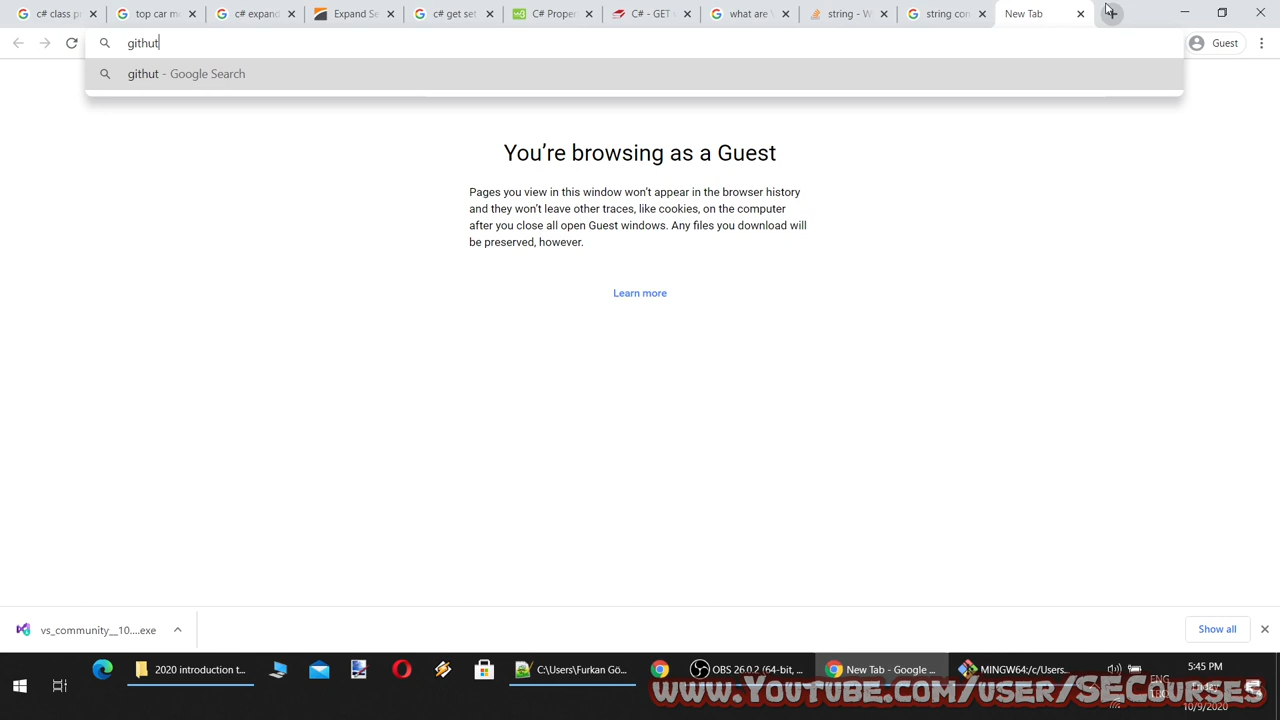 c# class pr
top car m
c# expand
Expand Se
c# get set
C# Proper
C# - GET v
what are \
string - W
string con
New Tab
githut
Guest
githut - Google Search
You're browsing as a Guest
Pages you view in this window won't appear in the browser history
and they won't leave other traces, like cookies, on the computer
after you close all open Guest windows. Any files you download will
be preserved, however.
Learn more
vs_community__10....exe
Show all
2020 introduction t...
C:\Users\Furkan Gö...
OBS 26.0.2 (64-bit, ...
New Tab - Google ...
MINGW64:/c/Users...
ENG
5:45 PM
Friday
10/9/2020
www.Youtube.com/user/SECourses